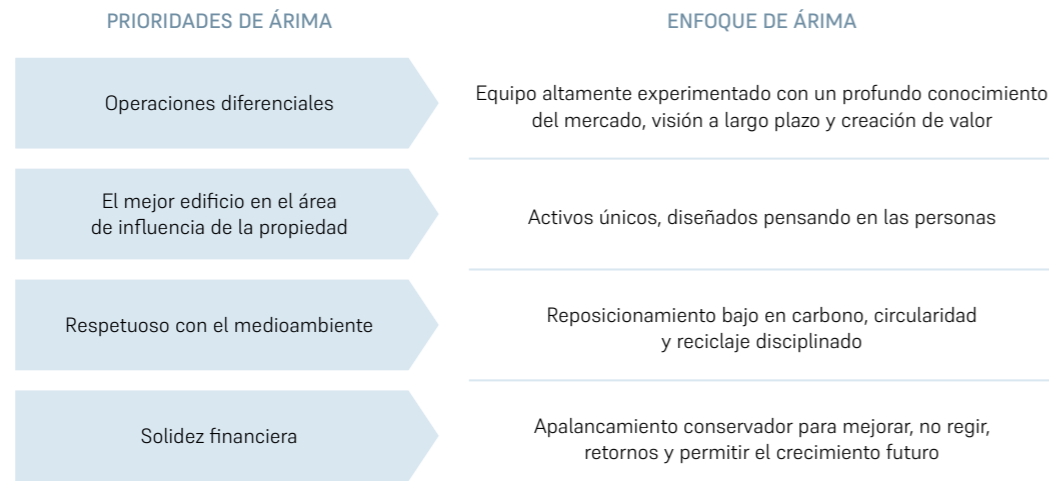 PRIORIDADES DE ÁRIMA
ENFOQUE DE ÁRIMA
Operaciones diferenciales
Equipo altamente experimentado con un profundo conocimiento
del mercado, visión a largo plazo y creación de valor
El mejor edificio en el área
de influencia de la propiedad
Activos únicos, diseñados pensando en las personas
Respetuoso con el medioambiente
Reposicionamiento bajo en carbono, circularidad
y reciclaje disciplinado
Solidez financiera
Apalancamiento conservador para mejorar, no regir,
retornos y permitir el crecimiento futuro